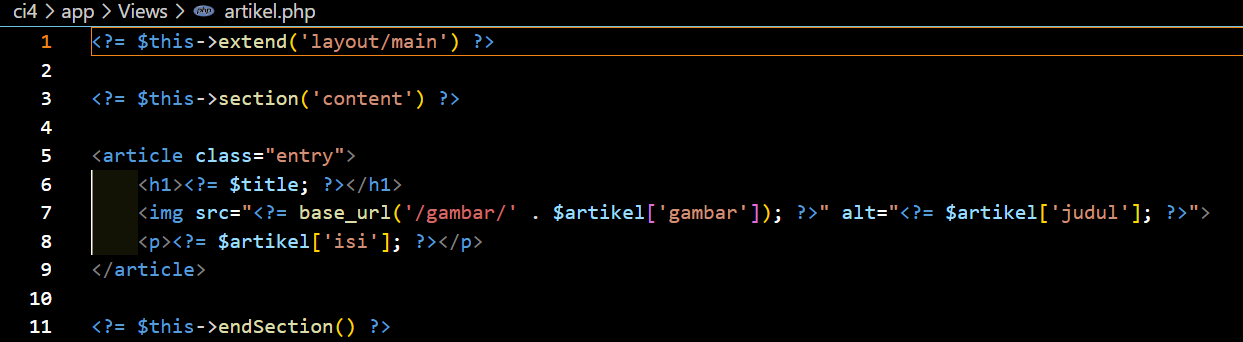 ci4 > app > Views > php artikel.php
1 <?= $this->extend('layout/main') ?>
2
3 <?= $this->section('content') ?>
4
5 <article class="entry">
6     <h1><?= $title; ?></h1>
7     <img src="<?= base_url('/gambar/' . $artikel['gambar']); ?>" alt="<?= $artikel['judul']; ?>">
8     <p><?= $artikel['isi']; ?></p>
9 </article>
10
11 <?= $this->endSection() ?>